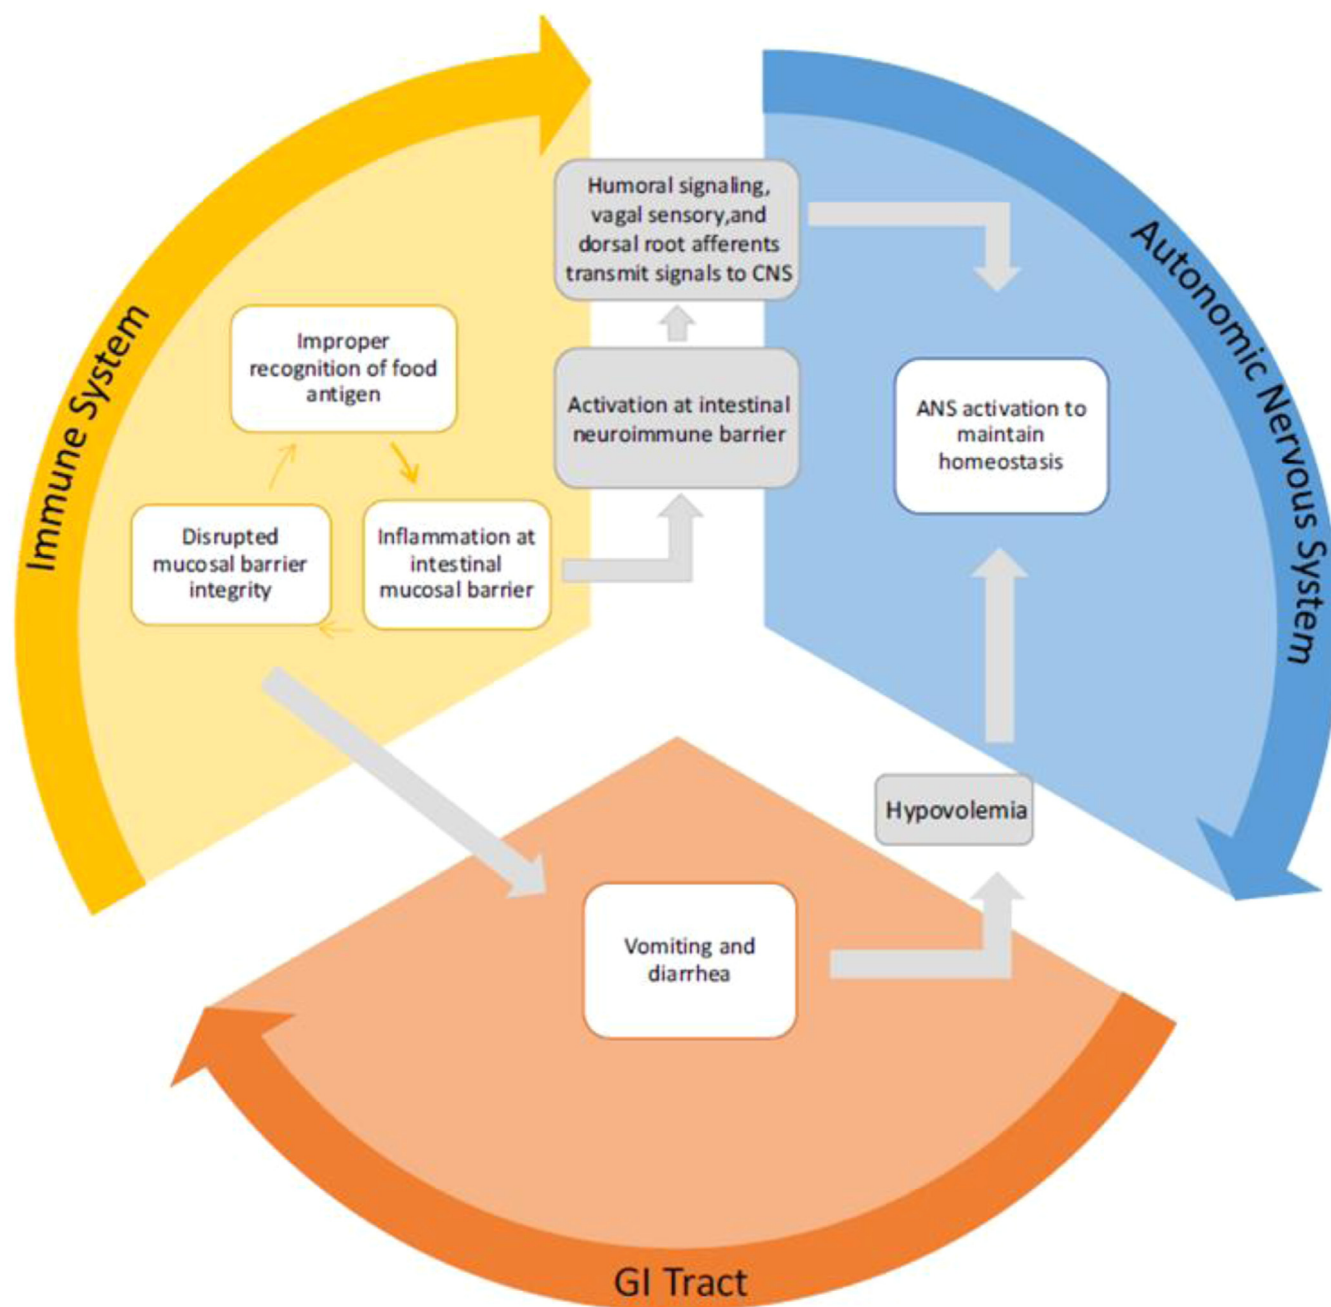 Immune System
Autonomic Nervous System
Humoral signaling,
vagal sensory,and
dorsal root afferents
transmit signals to CNS
Improper
recognition of food
antigen
Activation at intestinal
neuroimmune barrier
ANS activation to
maintain
homeostasis
Disrupted
mucosal barrier
integrity
Inflammation at
intestinal
mucosal barrier
Hypovolemia
Vomiting and
diarrhea
GI Tract